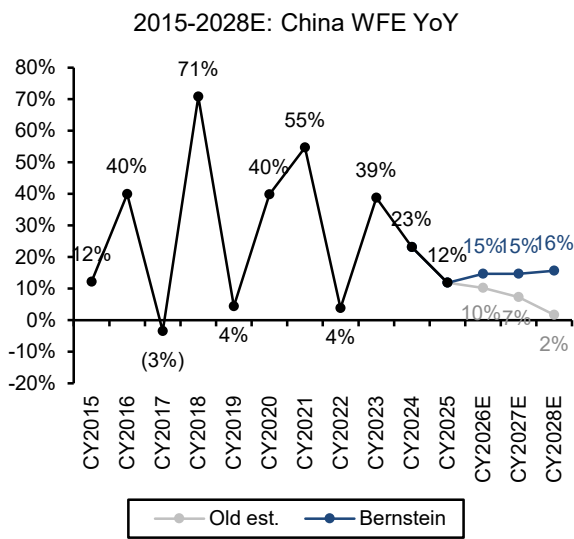 2015-2028E: China WFE YoY
80%
70%
60%
50%
40%
30%
20%
10%
0%
-10%
-20%
12%
40%
(3%)
71%
4%
40%
55%
4%
39%
23%
12%
15%
15%
16%
10%
7%
2%
CY2015
CY2016
CY2017
CY2018
CY2019
CY2020
CY2021
CY2022
CY2023
CY2024
CY2025
CY2026E
CY2027E
CY2028E
Old est.
Bernstein